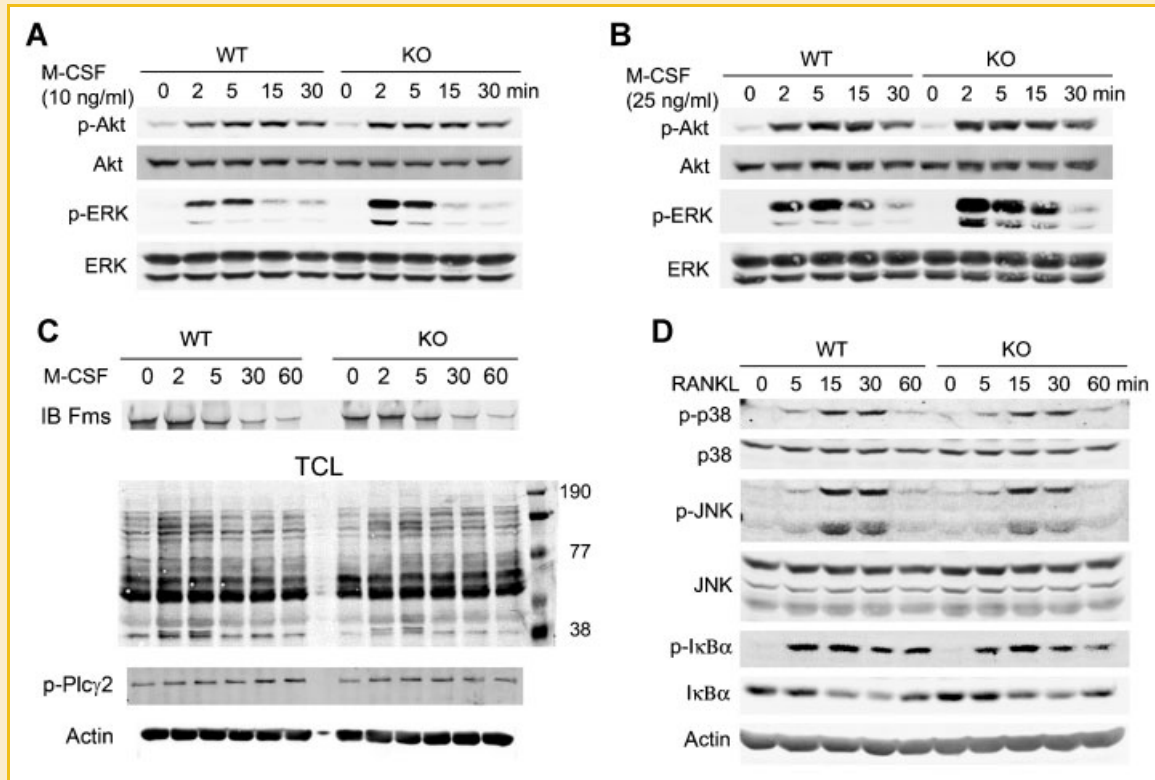 A
WT KO
M-CSF
(10 ng/ml) 0 2 5 15 30 0 2 5 15 30 min
p-Akt
Akt
p-ERK
ERK
B
WT KO
M-CSF
(25 ng/ml) 0 2 5 15 30 0 2 5 15 30 min
p-Akt
Akt
p-ERK
ERK
C
WT KO
M-CSF 0 2 5 30 60 0 2 5 30 60
IB Fms
TCL
190
77
38
p-Plcγ2
Actin
D
WT KO
RANKL 0 5 15 30 60 0 5 15 30 60 min
p-p38
p38
p-JNK
JNK
p-IκBα
IκBα
Actin